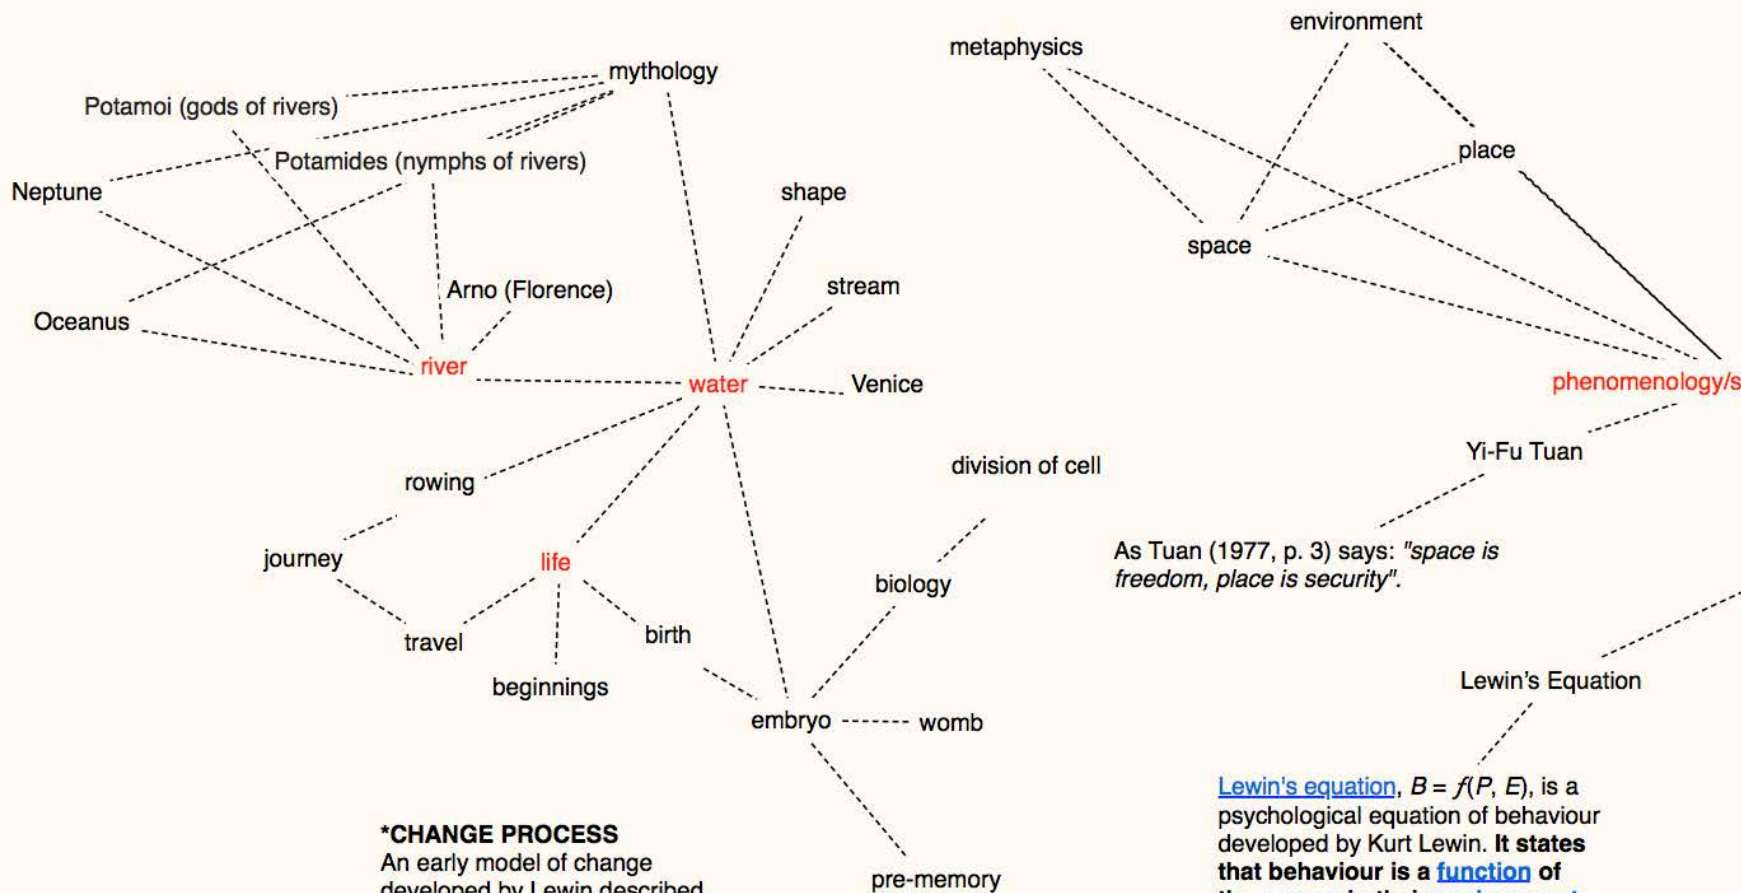 environment
metaphysics
mythology
Potamoi (gods of rivers)
place
Potamides (nymphs of rivers)
Neptune
shape
space
stream
Arno (Florence)
Oceanus
river
water
Venice
phenomenology/s
Yi-Fu Tuan
division of cell
rowing
As Tuan (1977, p. 3) says: "space is
freedom, place is security".
journey
life
biology
travel
birth
beginnings
Lewin's Equation
embryo
womb
Lewin's equation, B = f(P, E), is a
psychological equation of behaviour
developed by Kurt Lewin. It states
that behaviour is a function of
*CHANGE PROCESS
An early model of change
developed by Lewin described
pre-memory